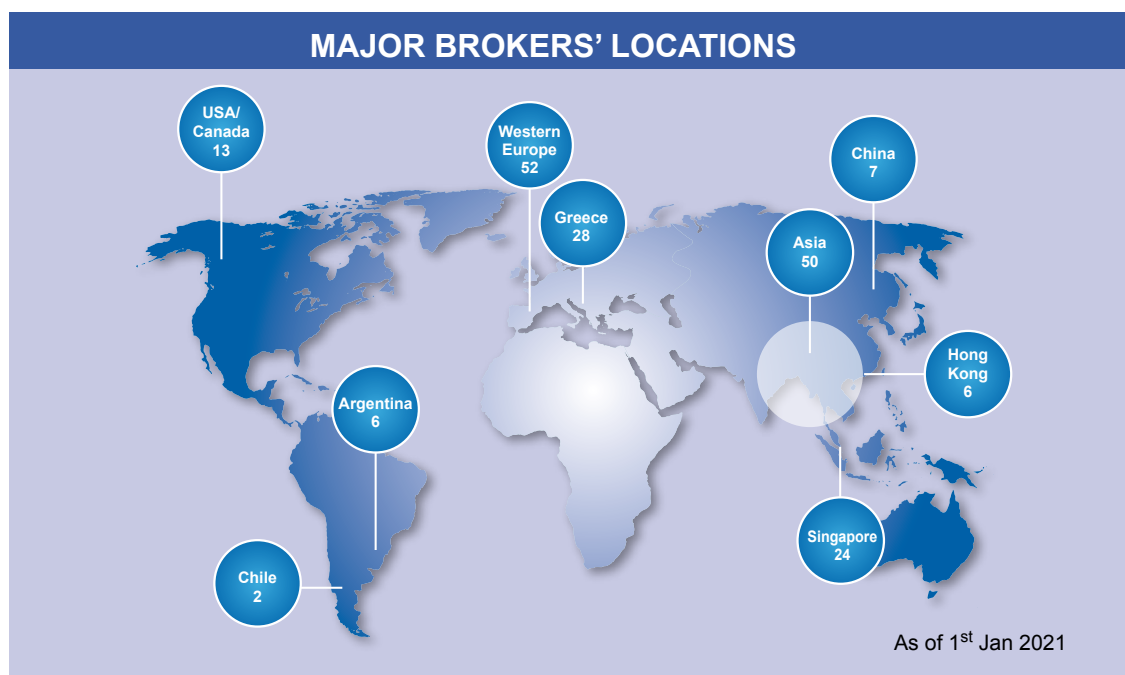 MAJOR BROKERS’ LOCATIONS
USA/
Canada
13
Western
Europe
52
China
7
Greece
28
Asia
50
Hong
Kong
6
Argentina
6
Singapore
24
Chile
2
As of 1st Jan 2021